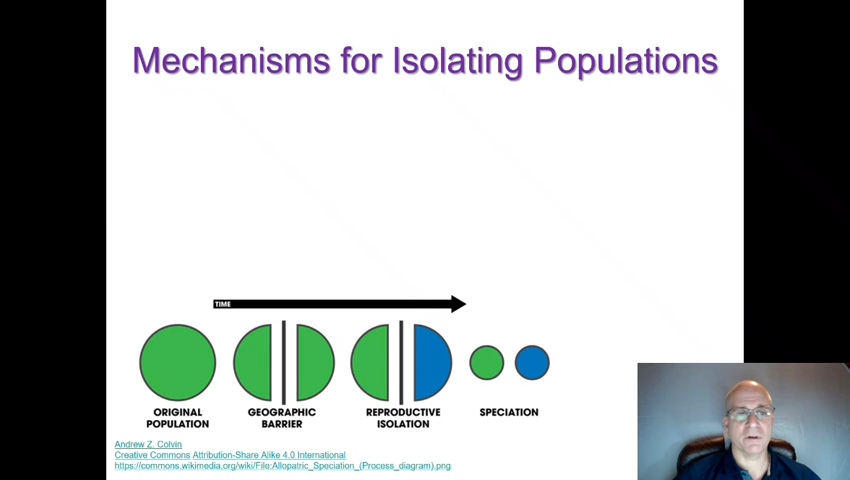 Mechanisms for Isolating Populations
TIME
ORIGINAL POPULATION
GEOGRAPHIC BARRIER
REPRODUCTIVE ISOLATION
SPECIATION
Andrew Z. Colvin
Creative Commons Attribution-Share Alike 4.0 International
https://commons.wikimedia.org/wiki/File:Allopatric_Speciation_(Process_diagram).png